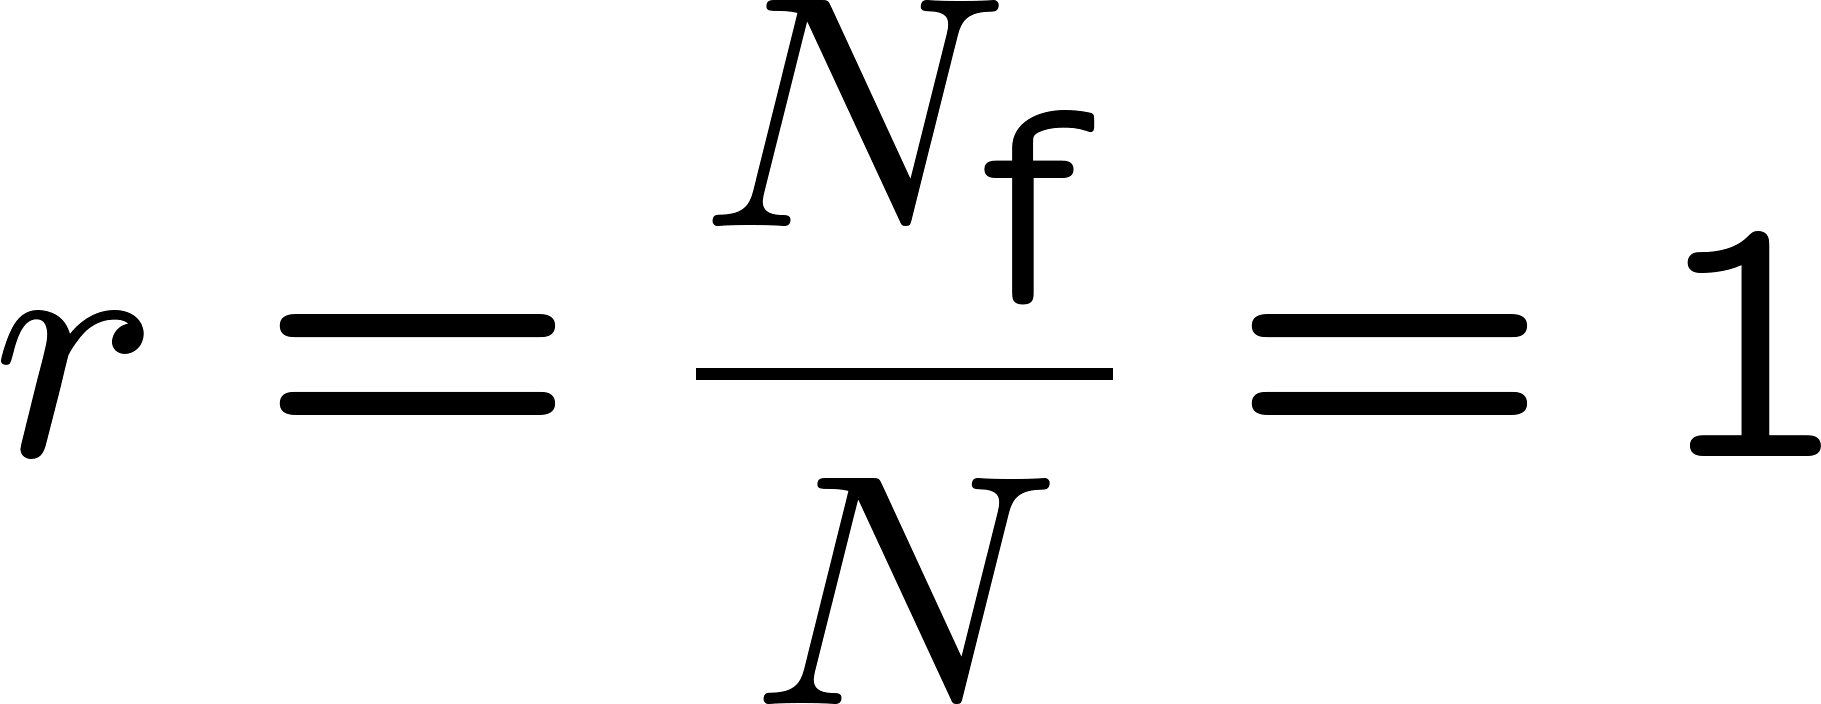 r = N_f / N = 1